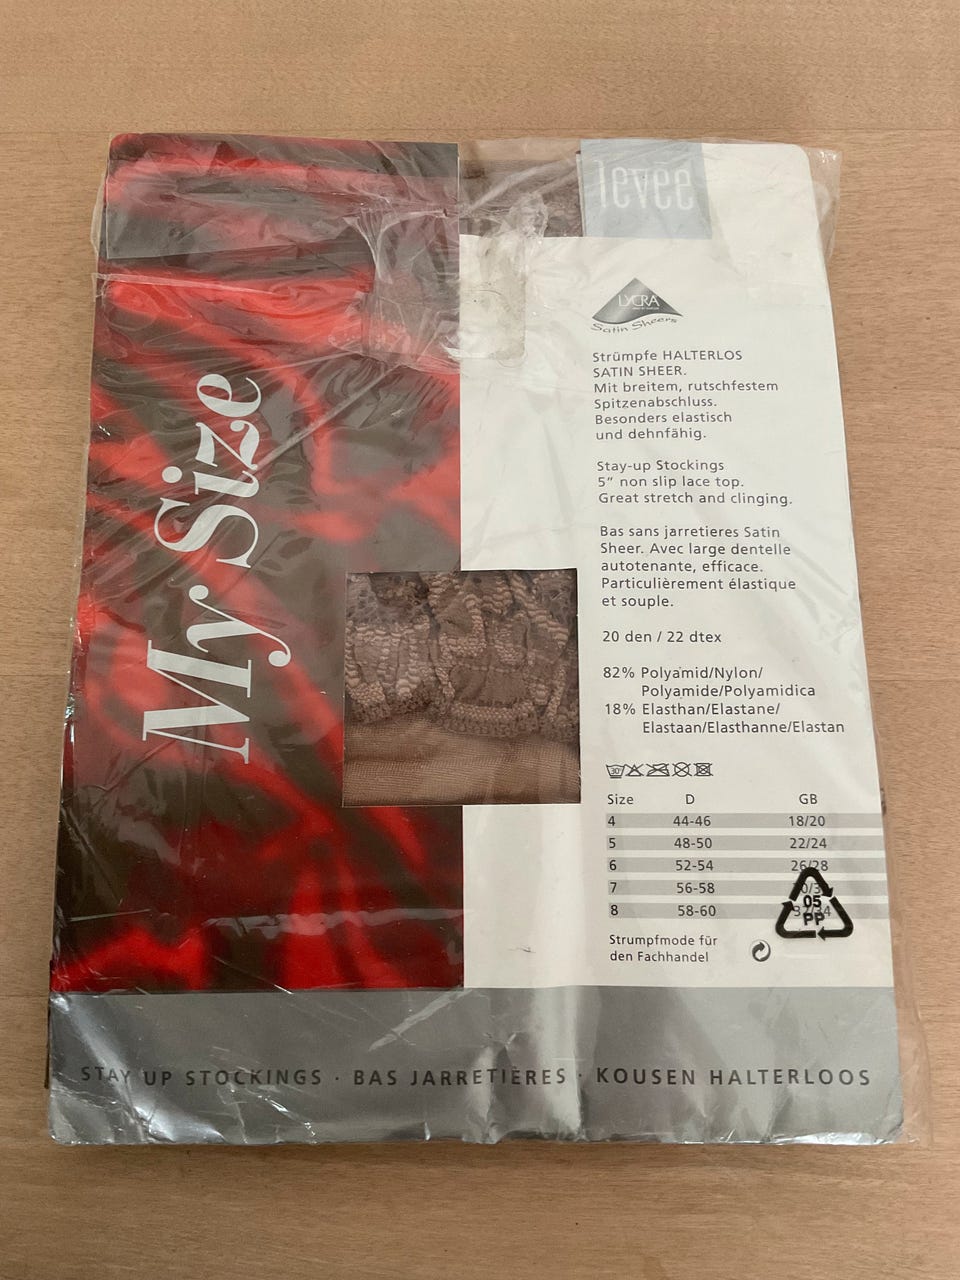 levée
My Size
LYCRA
Satin Sheers
Strümpfe HALTERLOS
SATIN SHEER.
Mit breitem, rutschfestem
Spitzenabschluss.
Besonders elastisch
und dehnfähig.
Stay-up Stockings
5” non slip lace top.
Great stretch and clinging.
Bas sans jarretieres Satin
Sheer. Avec large dentelle
autotenante, efficace.
Particulièrement élastique
et souple.
20 den / 22 dtex
82% Polyamid/Nylon/
Polyamide/Polyamidica
18% Elasthan/Elastane/
Elastaan/Elasthanne/Elastan
30°
Size D GB
4 44-46 18/20
5 48-50 22/24
6 52-54 26/28
7 56-58
8 58-60
05
PP
Strumpfmode für
den Fachhandel
STAY UP STOCKINGS · BAS JARRETIÈRES · KOUSEN HALTERLOOS